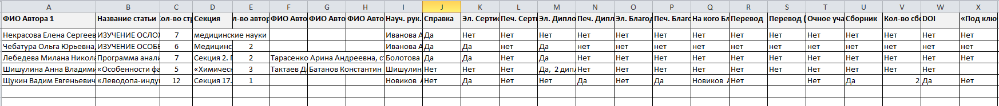 A B C D E F G H I J K L M N O P Q R S T U V W X
ФИО Автора 1 Название статьи ол-во стр Секция л-во автор ФИО Авто ФИО Авто ФИО Авто Науч. рук. Справка Эл. Сертис Печ. Серти Эл. Дипло Печ. Дипл Эл. Благод Печ. Благо На кого Бл Перевод Перевод ( Очное уча Сборник Кол-во сбо DOI «Под клю
Некрасова Елена Сергеев ИЗУЧЕНИЕ ОСЛОЖ 7 медицинские науки Иванова А Да Нет Нет Нет Нет Нет Нет Нет Нет Нет Нет Нет Нет Нет Нет
Чебатура Ольга Юрьевна, ИЗУЧЕНИЕ ОСОБЕ 6 Медицинс 2 Иванова А Да Да нет Да нет нет нет нет нет нет нет нет нет нет нет
Лебедева Милана Никола Программа анали 7 Секция 2. Г 2 Тарасенко Арина Андреевна, с Болотова Да Да Нет Да Нет Нет Нет Нет Нет Нет Нет Нет Нет Нет Нет
Шишулина Анна Владими «Особенности фа 5 «Химичес 3 Тактаев Д Батанов Константин Шишулина Нет Нет Нет Да, 2 дипл Нет Нет Нет Нет Нет Нет Нет Нет Нет Нет
Щукин Вадим Евгеньевич «Леводопа-инду 12 Секция 17. 1 Новиков А Нет Да Нет Нет Да Нет Да Новиков А Нет Нет Да 2 Да Нет